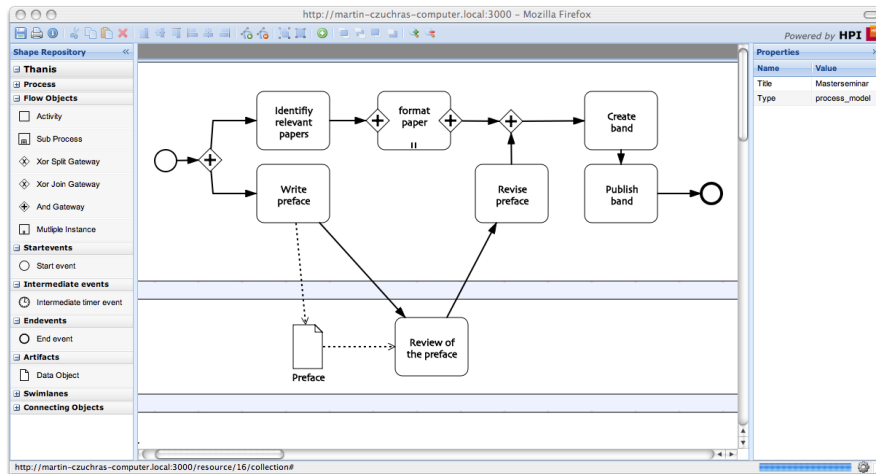 http://martin-czuchras-computer.local:3000 - Mozilla Firefox
Powered by HPI
Shape Repository
Thanis
Process
Flow Objects
Activity
Sub Process
Xor Split Gateway
Xor Join Gateway
And Gateway
Mutliple Instance
Startevents
Start event
Intermediate events
Intermediate timer event
Endevents
End event
Artifacts
Data Object
Swimlanes
Connecting Objects
Identifiy
relevant
papers
format
paper
Create
band
Write
preface
Revise
preface
Publish
band
Review of
the preface
Preface
Properties
Name Value
Title Masterseminar
Type process_model
http://martin-czuchras-computer.local:3000/resource/16/collection#